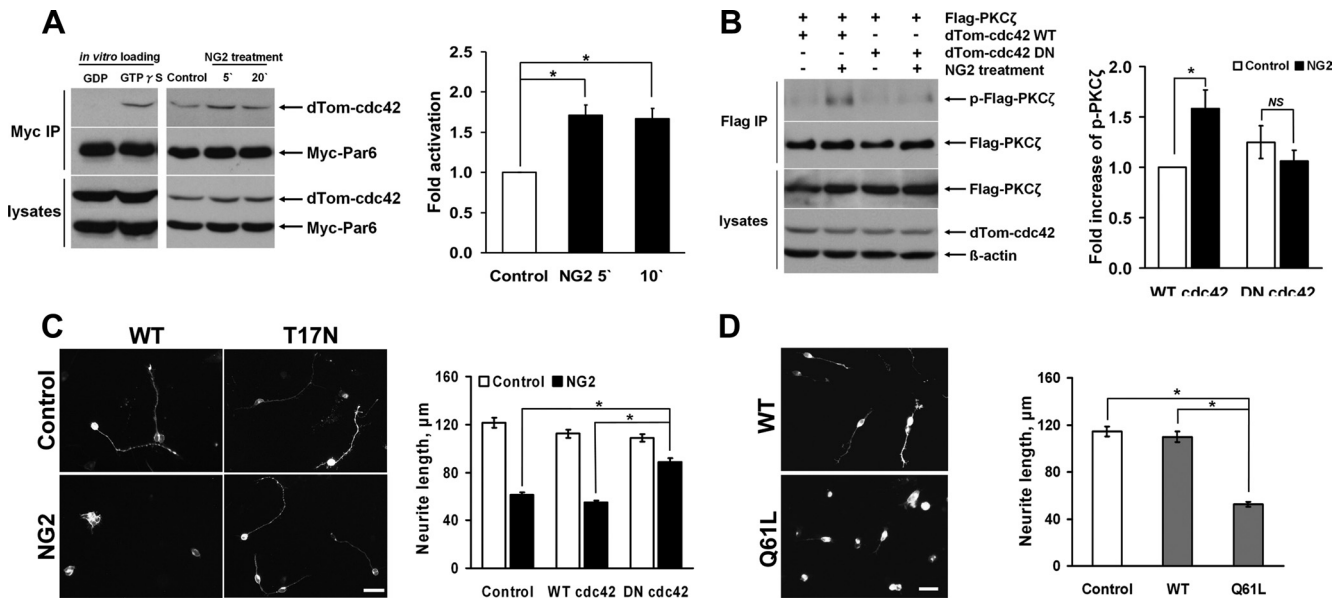 A
in vitro loading
NG2 treatment
GDP
GTPγS
Control
5`
20`
Myc IP
dTom-cdc42
Myc-Par6
lysates
dTom-cdc42
Myc-Par6
Fold activation
2.5
2.0
1.5
1.0
0.5
0.0
*
*
Control
NG2 5`
10`
B
+ + + + Flag-PKCζ
+ + - - dTom-cdc42 WT
- - + + dTom-cdc42 DN
- + - + NG2 treatment
Flag IP
p-Flag-PKCζ
Flag-PKCζ
lysates
Flag-PKCζ
dTom-cdc42
ß-actin
Fold increase of p-PKCζ
2.0
1.5
1.0
0.5
0.0
Control
NG2
*
NS
WT cdc42
DN cdc42
C
WT
T17N
Control
NG2
Neurite length, µm
160
120
80
40
0
Control
NG2
*
*
Control
WT cdc42
DN cdc42
D
WT
Q61L
Neurite length, µm
160
120
80
40
0
*
*
Control
WT
Q61L